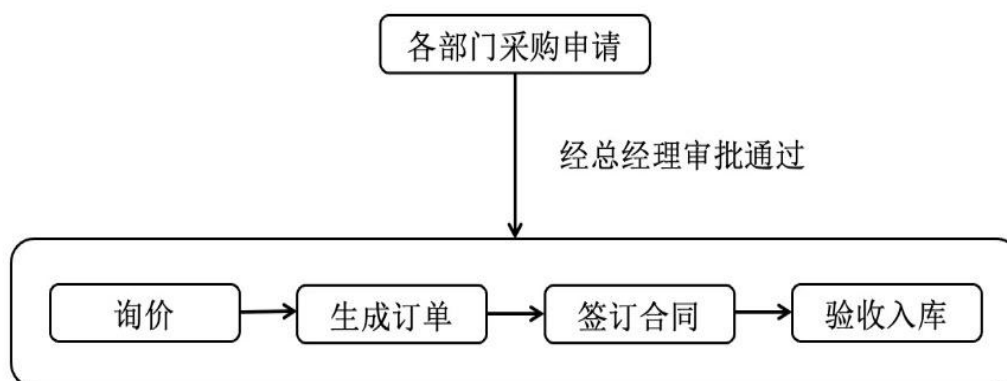 各部门采购申请
经总经理审批通过
询价
生成订单
签订合同
验收入库